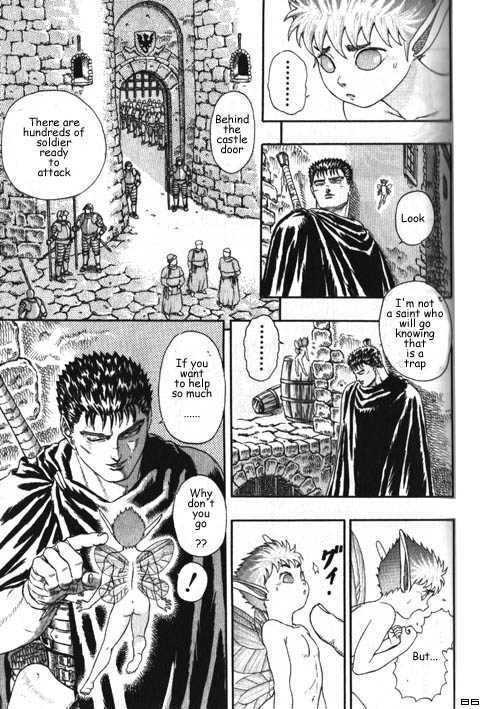 ........
Look
Behind
the
castle
door
There are
hundreds of
soldier
ready
to
attack
I'm not
a saint who
will go
knowing
that
is a
trap
........
If you
want to
help
so much
......
Why
don't
you
go
??
!
But...
グイ
86